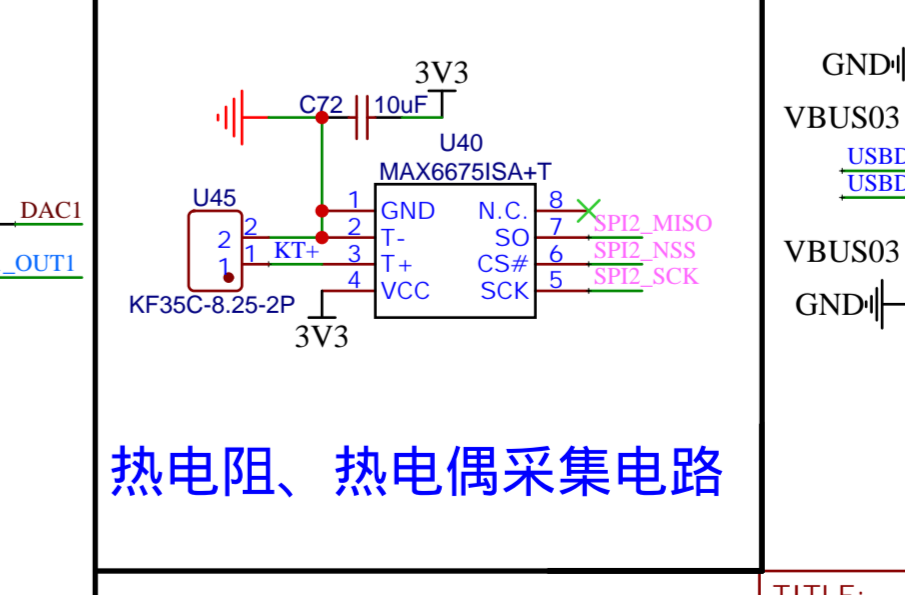 3V3
GND
C72
10uF
VBUS03
U40
USBD
MAX6675ISA+T
USBD
U45
DAC1
1
GND
N.C.
8
SPI2_MISO
2
2
2
T-
SO
7
_OUT1
1
1
KT+
3
T+
CS#
6
SPI2_NSS
VBUS03
4
VCC
SCK
5
SPI2_SCK
KF35C-8.25-2P
GND
3V3
热电阻、热电偶采集电路